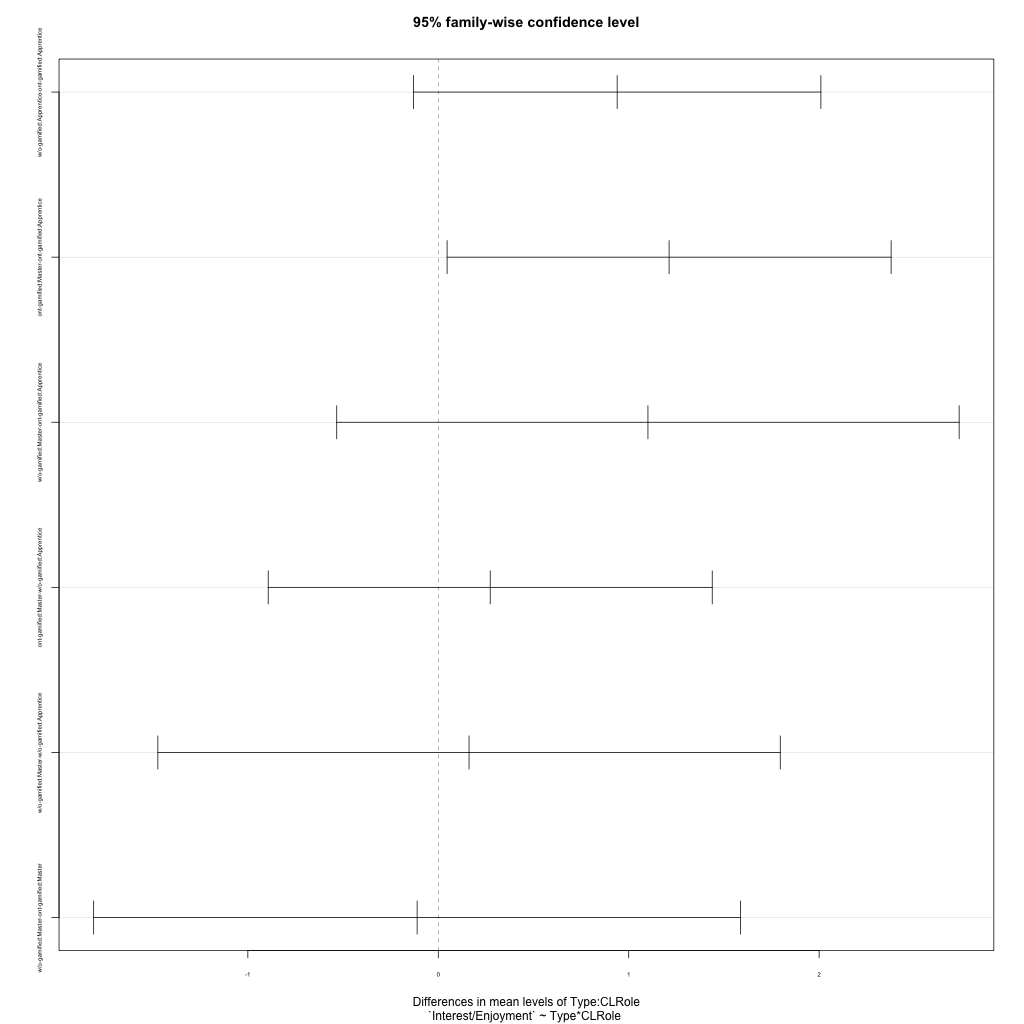 95% family-wise confidence level
w/o-gamified:Apprentice-ont-gamified:Apprentice
ont-gamified:Master-ont-gamified:Apprentice
w/o-gamified:Master-ont-gamified:Apprentice
ont-gamified:Master-w/o-gamified:Apprentice
w/o-gamified:Master-w/o-gamified:Apprentice
w/o-gamified:Master-ont-gamified:Master
-1 0 1 2
Differences in mean levels of Type:CLRole
`Interest/Enjoyment` ~ Type*CLRole